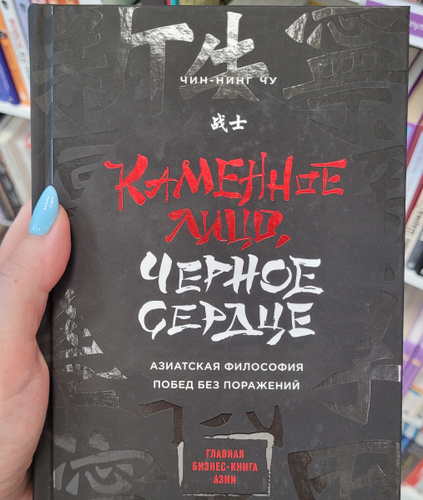 ЧИН-НИНГ ЧУ
战士
КАМЕННОЕ
ЛИЦО,
ЧЕРНОЕ
СЕРДЦЕ
АЗИАТСКАЯ ФИЛОСОФИЯ
ПОБЕД БЕЗ ПОРАЖЕНИЙ
ГЛАВНАЯ
БИЗНЕС-КНИГА
АЗИИ